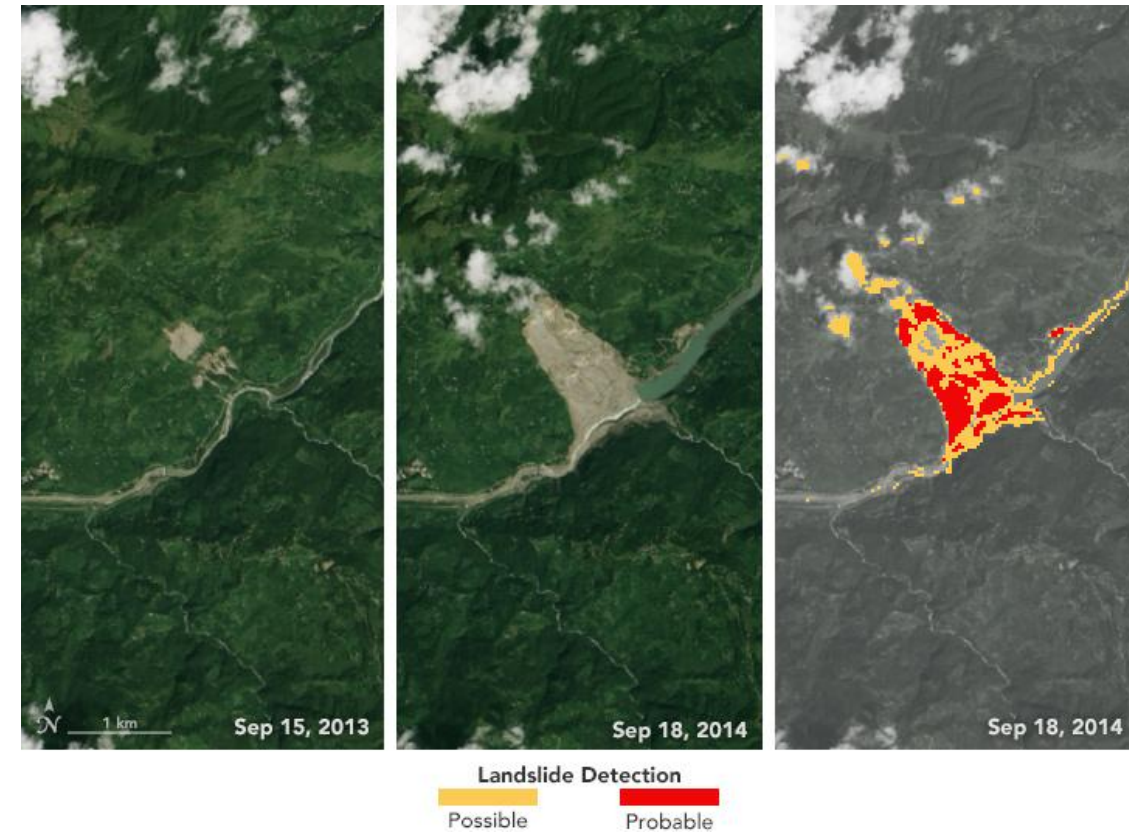 N
1 km
Sep 15, 2013
Sep 18, 2014
Sep 18, 2014
Landslide Detection
Possible
Probable